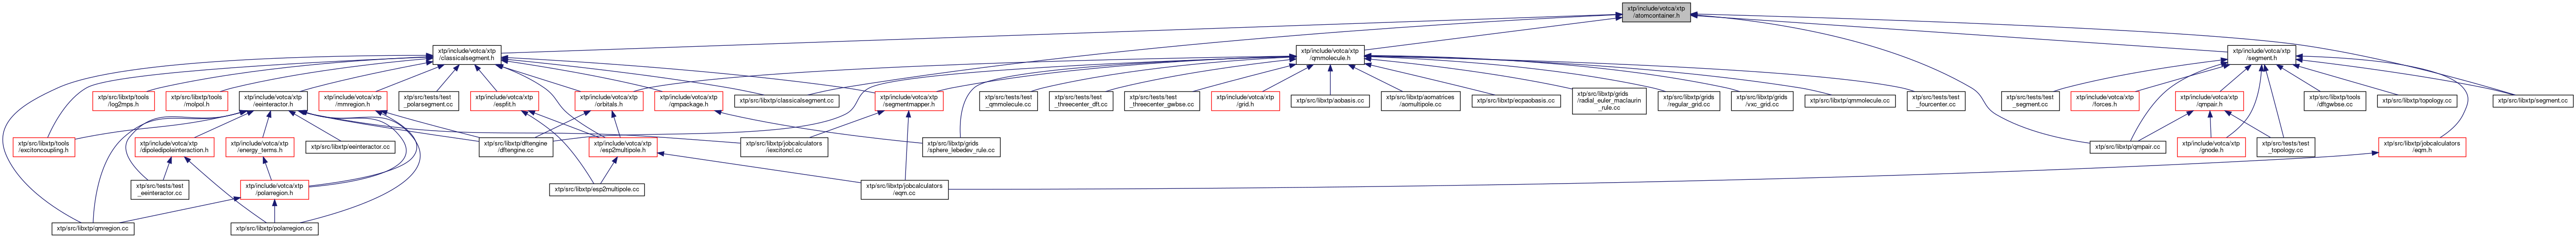 xtp/include/votca/xtp
/atomcontainer.h
xtp/include/votca/xtp
/classicalsegment.h
xtp/include/votca/xtp
/qmmolecule.h
xtp/include/votca/xtp
/segment.h
xtp/src/libxtp/tools
/log2mps.h
xtp/src/libxtp/tools
/molpol.h
xtp/include/votca/xtp
/eeinteractor.h
xtp/include/votca/xtp
/mmregion.h
xtp/src/tests/test
_polarsegment.cc
xtp/include/votca/xtp
/espfit.h
xtp/include/votca/xtp
/orbitals.h
xtp/include/votca/xtp
/qmpackage.h
xtp/src/libxtp/classicalsegment.cc
xtp/include/votca/xtp
/segmentmapper.h
xtp/src/tests/test
_qmmolecule.cc
xtp/src/tests/test
_threecenter_dft.cc
xtp/src/tests/test
_threecenter_gwbse.cc
xtp/include/votca/xtp
/grid.h
xtp/src/libxtp/aobasis.cc
xtp/src/libxtp/aomatrices
/aomultipole.cc
xtp/src/libxtp/ecpaobasis.cc
xtp/src/libxtp/grids
/radial_euler_maclaurin
_rule.cc
xtp/src/libxtp/grids
/regular_grid.cc
xtp/src/libxtp/grids
/vxc_grid.cc
xtp/src/libxtp/qmmolecule.cc
xtp/src/tests/test
_fourcenter.cc
xtp/src/tests/test
_segment.cc
xtp/include/votca/xtp
/forces.h
xtp/include/votca/xtp
/qmpair.h
xtp/src/libxtp/tools
/dftgwbse.cc
xtp/src/libxtp/topology.cc
xtp/src/libxtp/segment.cc
xtp/src/libxtp/tools
/excitoncoupling.h
xtp/include/votca/xtp
/dipoledipoleinteraction.h
xtp/include/votca/xtp
/energy_terms.h
xtp/src/libxtp/eeinteractor.cc
xtp/src/libxtp/dftengine
/dftengine.cc
xtp/include/votca/xtp
/esp2multipole.h
xtp/src/libxtp/jobcalculators
/iexcitoncl.cc
xtp/src/libxtp/grids
/sphere_lebedev_rule.cc
xtp/src/libxtp/qmpair.cc
xtp/include/votca/xtp
/gnode.h
xtp/src/tests/test
_topology.cc
xtp/src/libxtp/jobcalculators
/eqm.h
xtp/src/tests/test
_eeinteractor.cc
xtp/include/votca/xtp
/polarregion.h
xtp/src/libxtp/esp2multipole.cc
xtp/src/libxtp/jobcalculators
/eqm.cc
xtp/src/libxtp/qmregion.cc
xtp/src/libxtp/polarregion.cc